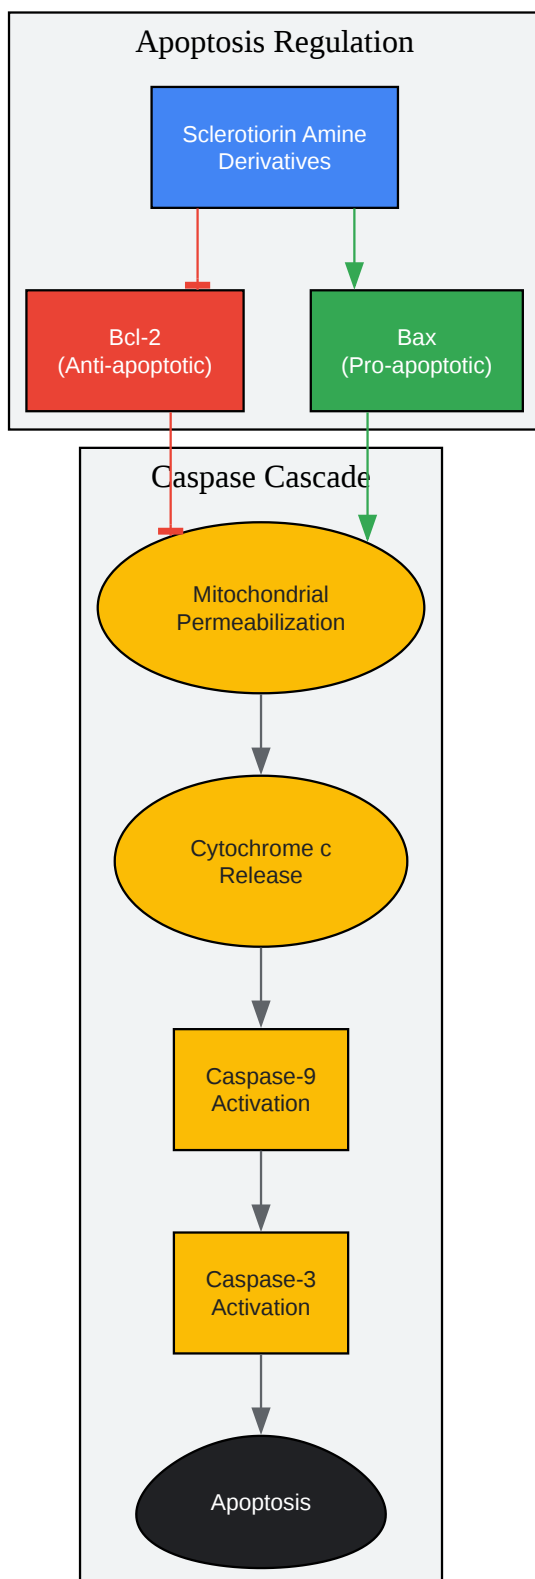 Apoptosis Regulation
Sclerotiorin Amine
Derivatives
Bcl-2
(Anti-apoptotic)
Bax
(Pro-apoptotic)
Caspase Cascade
Mitochondrial
Permeabilization
Cytochrome c
Release
Caspase-9
Activation
Caspase-3
Activation
Apoptosis